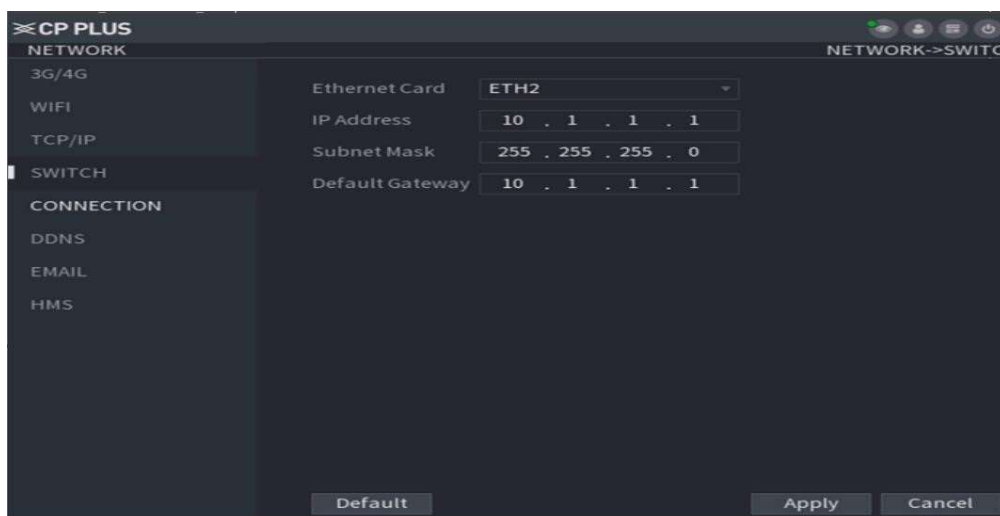 CP PLUS
NETWORK
NETWORK->SWITC
3G/4G
WIFI
TCP/IP
SWITCH
CONNECTION
DDNS
EMAIL
HMS
Ethernet Card ETH2
IP Address 10 . 1 . 1 . 1
Subnet Mask 255 . 255 . 255 . 0
Default Gateway 10 . 1 . 1 . 1
Default
Apply
Cancel